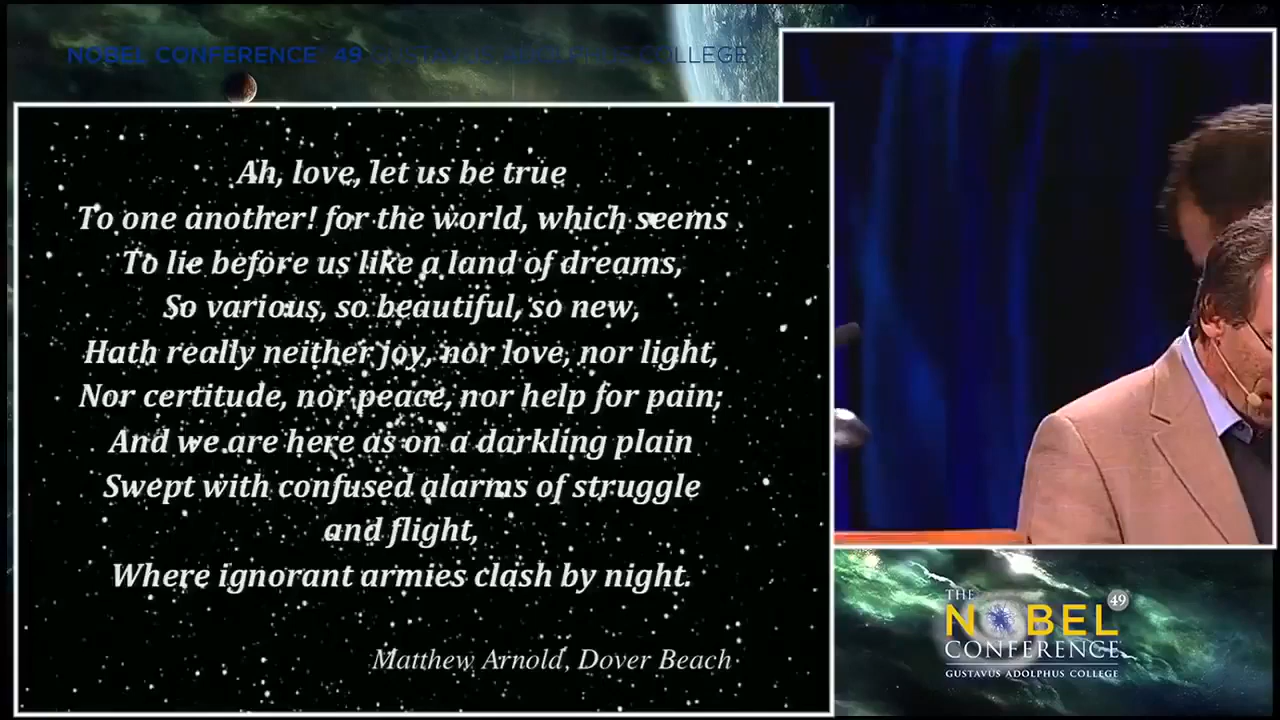 NOBEL CONFERENCE 49 GUSTAVUS ADOLPHUS COLLEGE
Ah, love, let us be true
To one another! for the world, which seems
To lie before us like a land of dreams,
So various, so beautiful, so new,
Hath really neither joy, nor love, nor light,
Nor certitude, nor peace, nor help for pain;
And we are here as on a darkling plain
Swept with confused alarms of struggle
and flight,
Where ignorant armies clash by night.
Matthew Arnold, Dover Beach
THE
49
NOBEL
CONFERENCE
GUSTAVUS ADOLPHUS COLLEGE